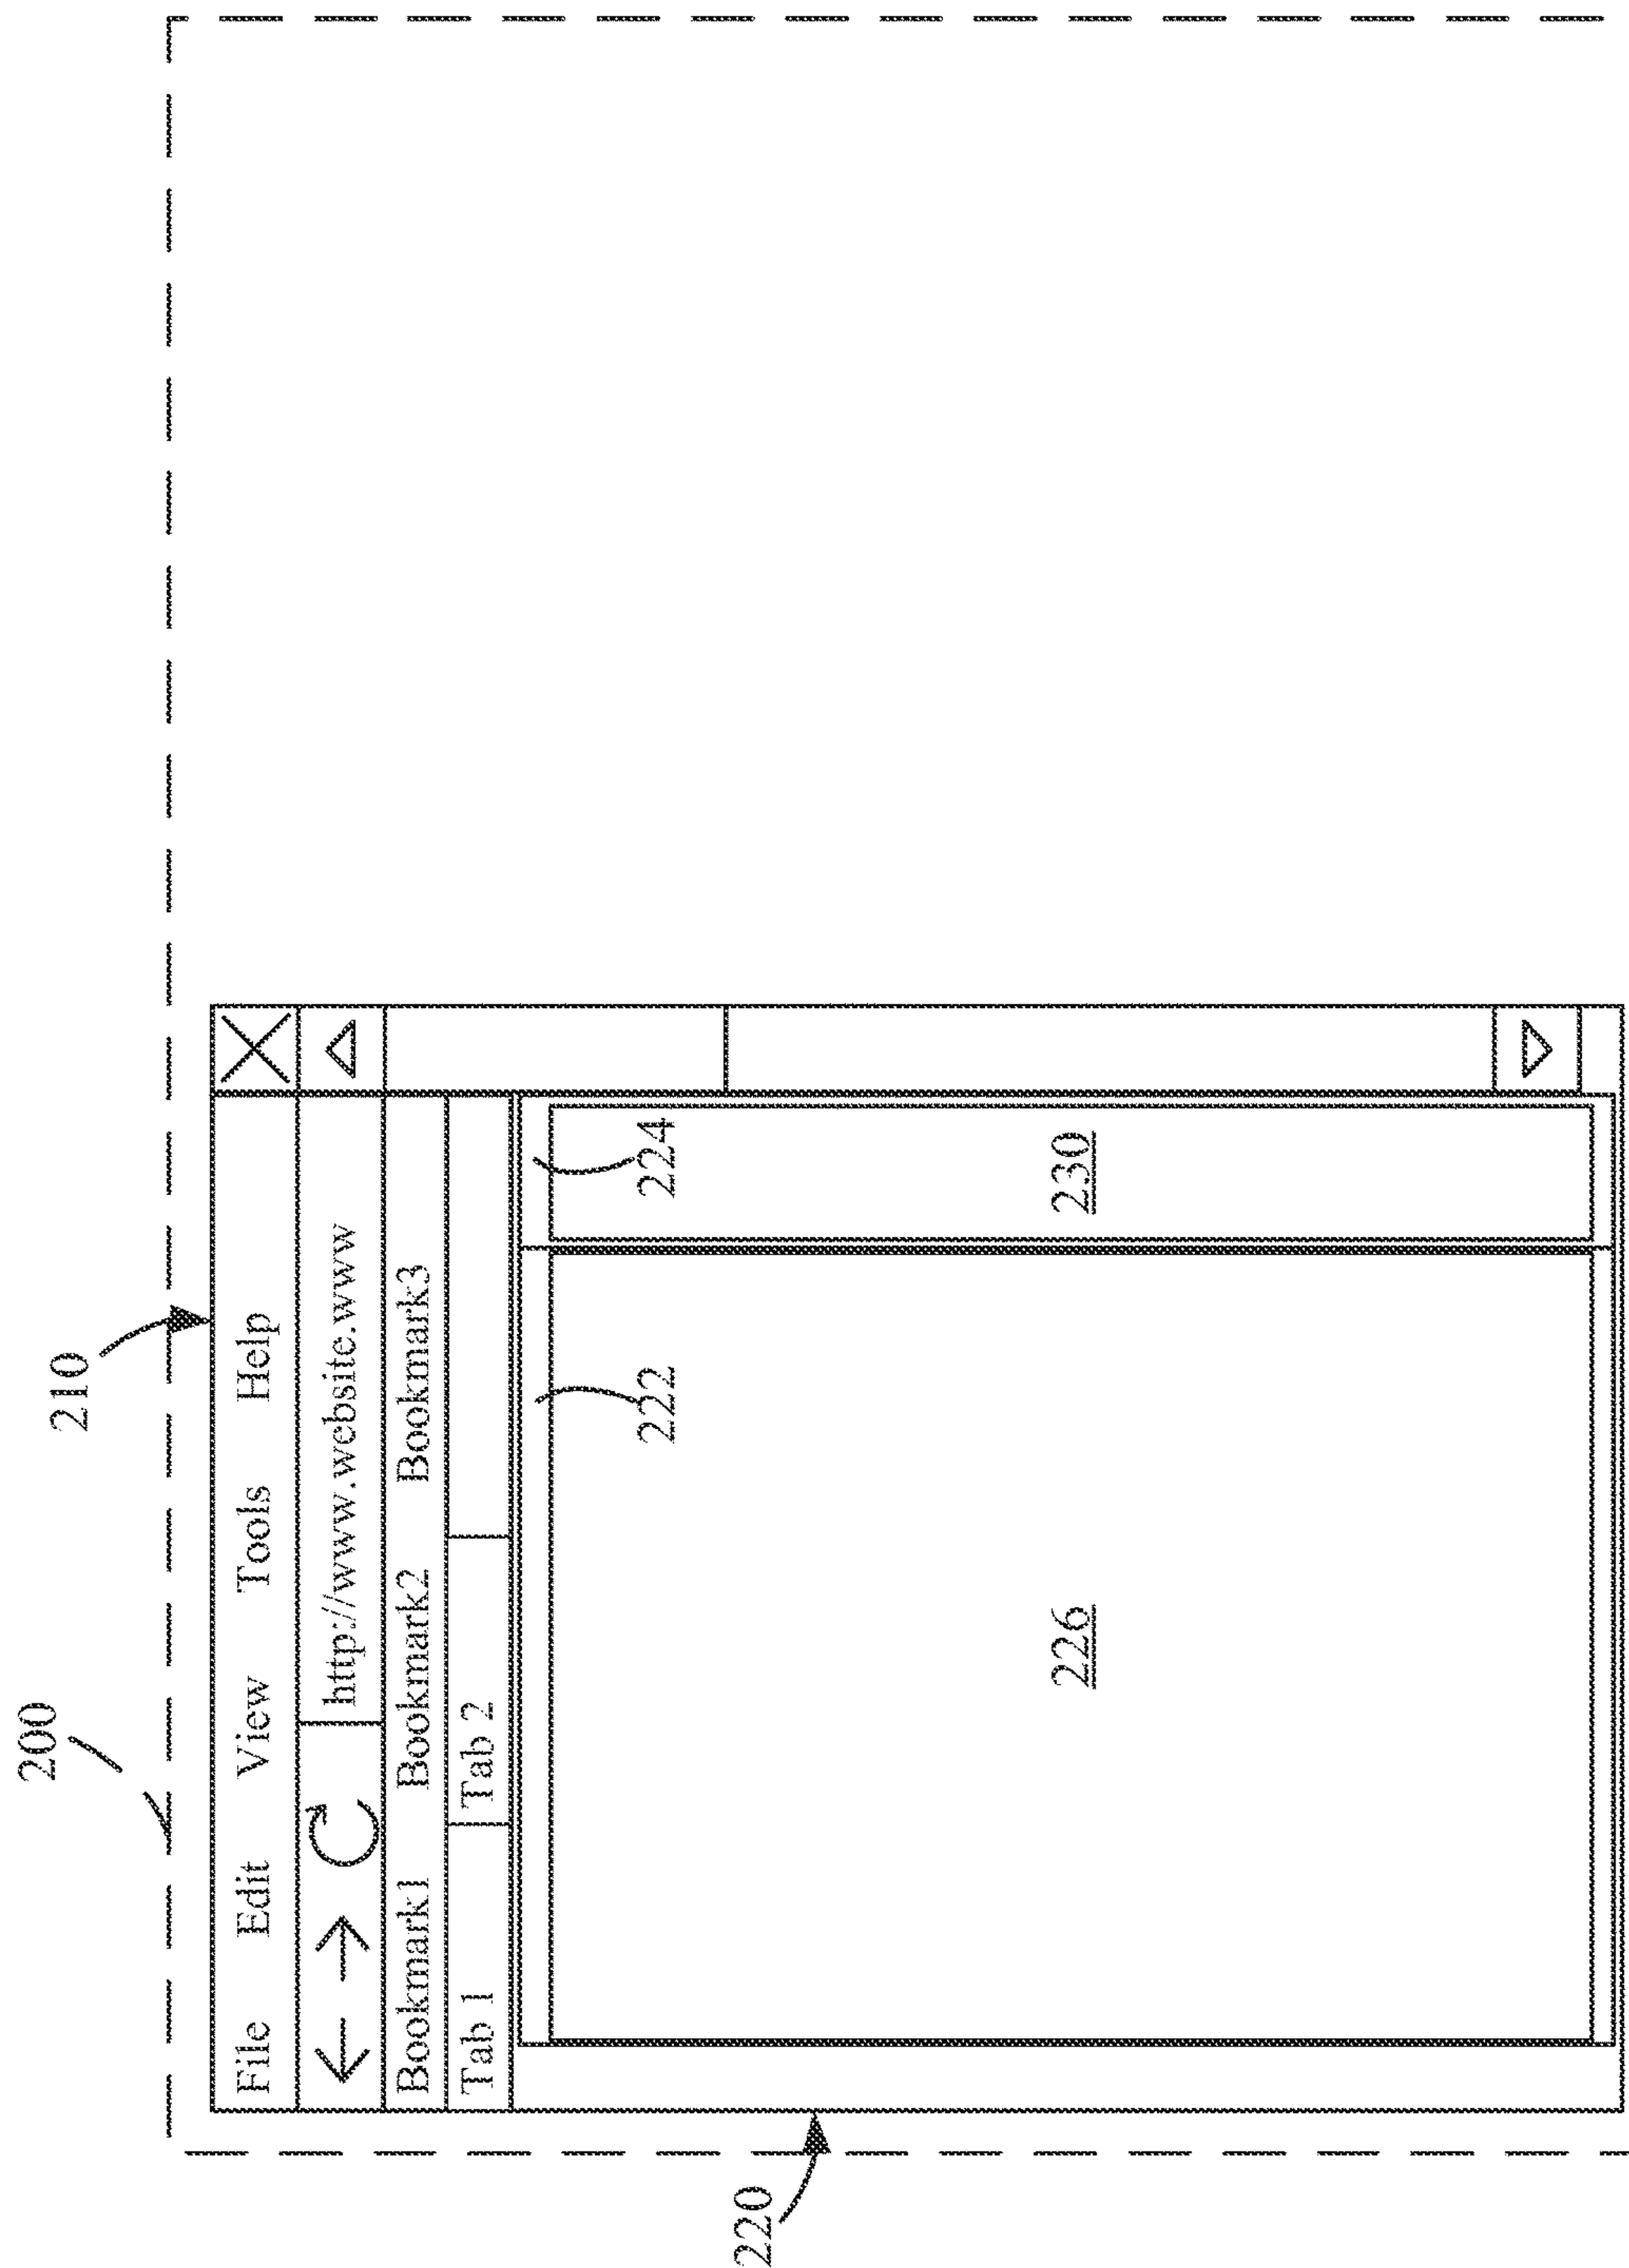 200
210
File Edit View Tools Help
http://www.website.www
Bookmark1 Bookmark2 Bookmark3
Tab 1 Tab 2
222 224
220
226 230